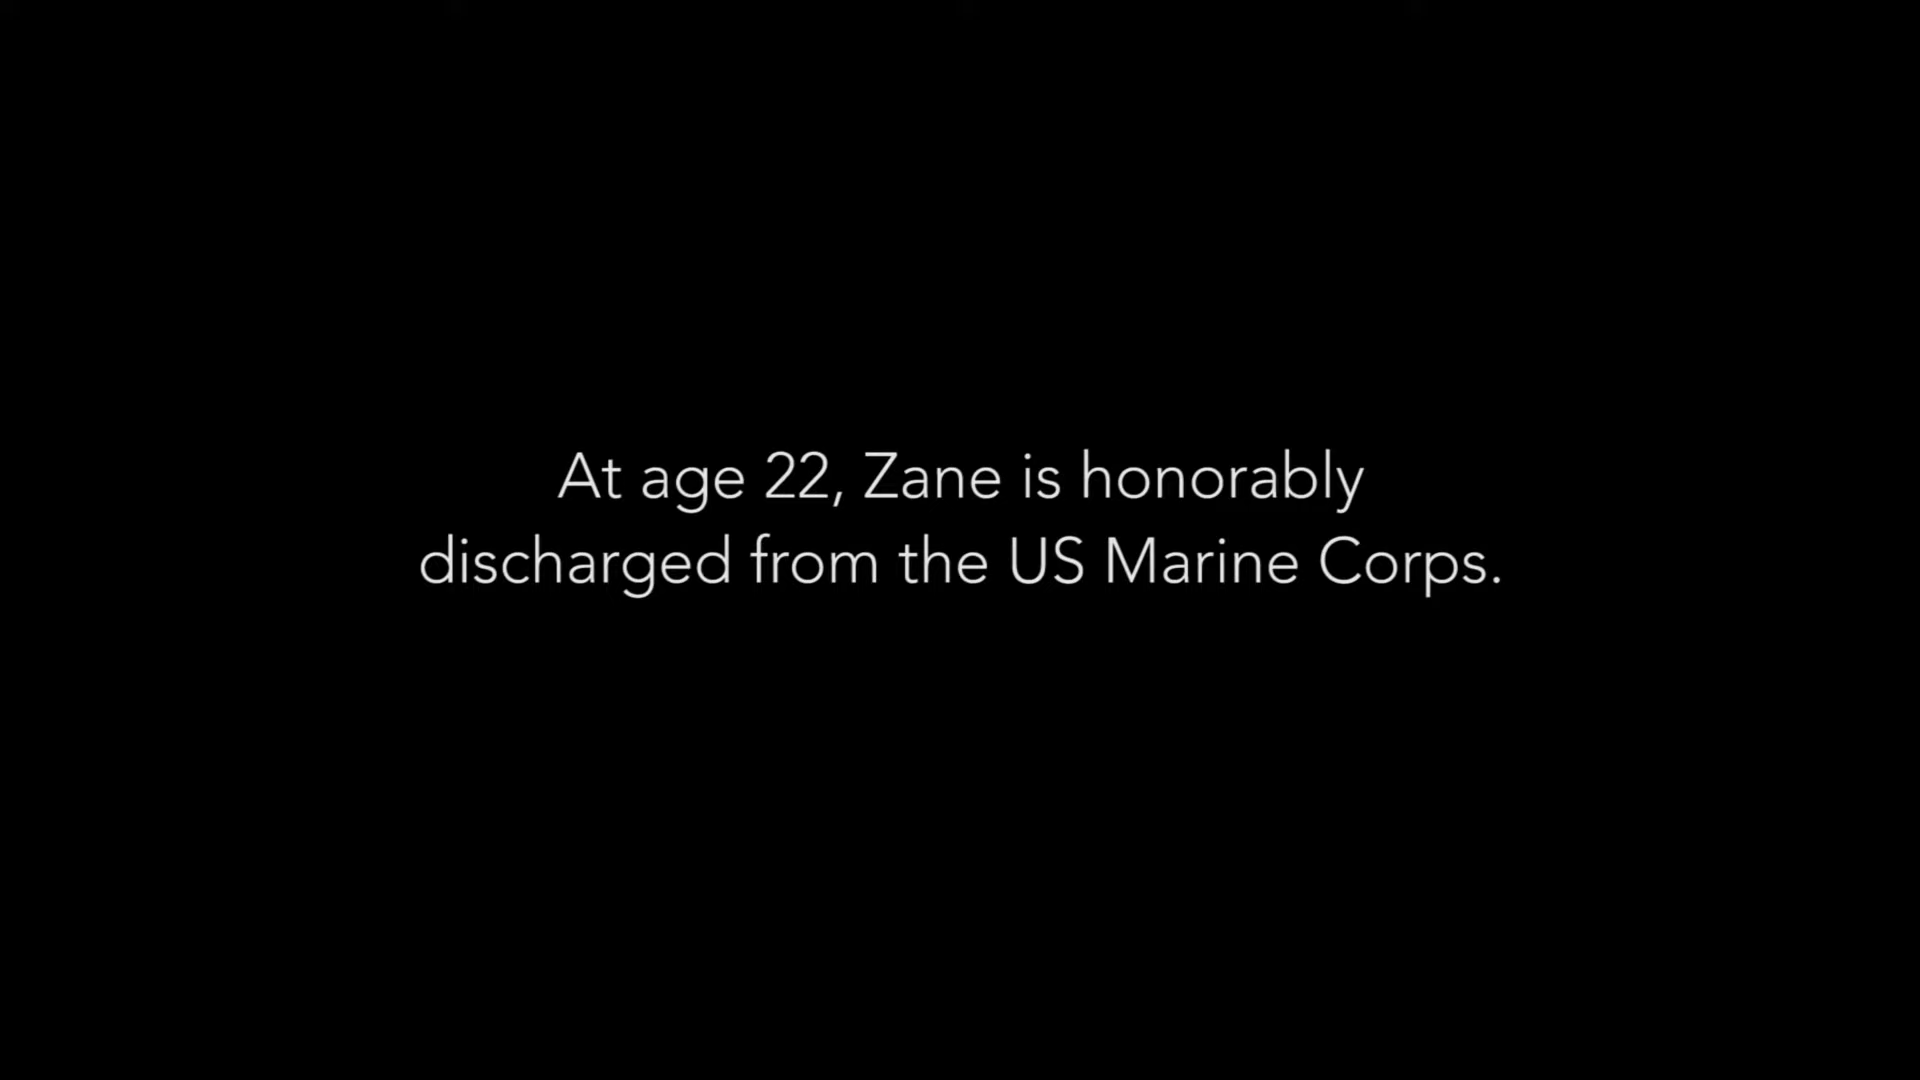 At age 22, Zane is honorably
discharged from the US Marine Corps.